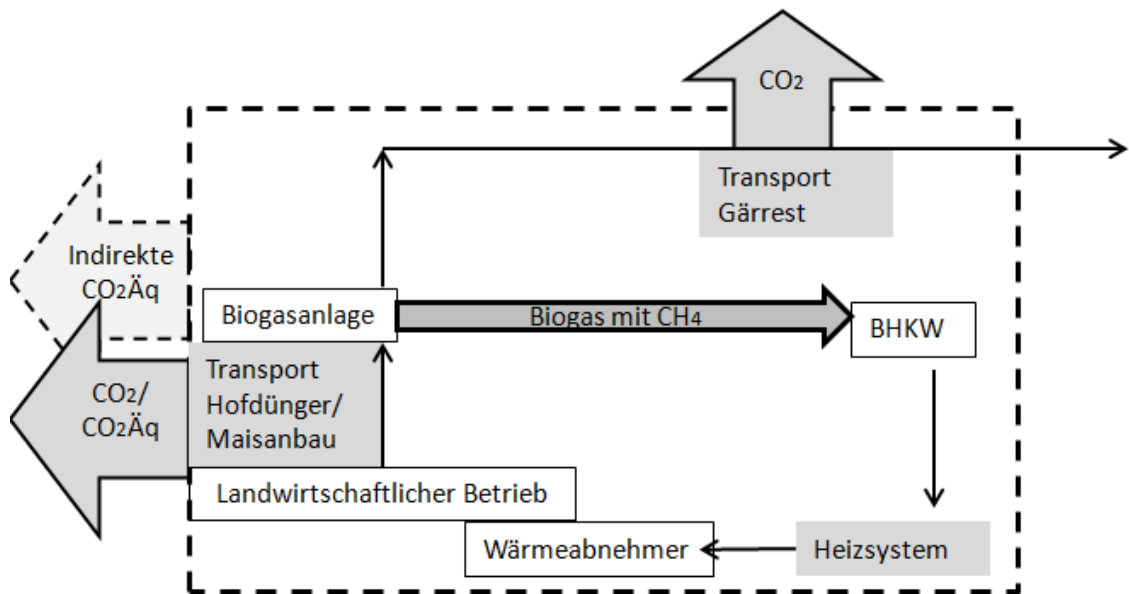 CO2
Transport
Gärrest
Indirekte
CO2Äq
Biogasanlage
Biogas mit CH4
BHKW
CO2/
CO2Äq
Transport
Hofdünger/
Maisanbau
Landwirtschaftlicher Betrieb
Wärmeabnehmer
Heizsystem